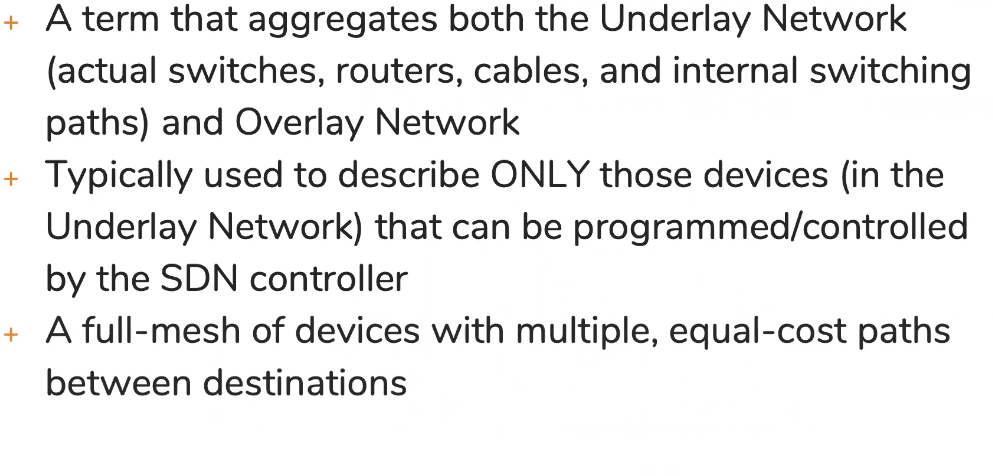 + A term that aggregates both the Underlay Network
(actual switches, routers, cables, and internal switching
paths) and Overlay Network
+ Typically used to describe ONLY those devices (in the
Underlay Network) that can be programmed/controlled
by the SDN controller
+ A full-mesh of devices with multiple, equal-cost paths
between destinations